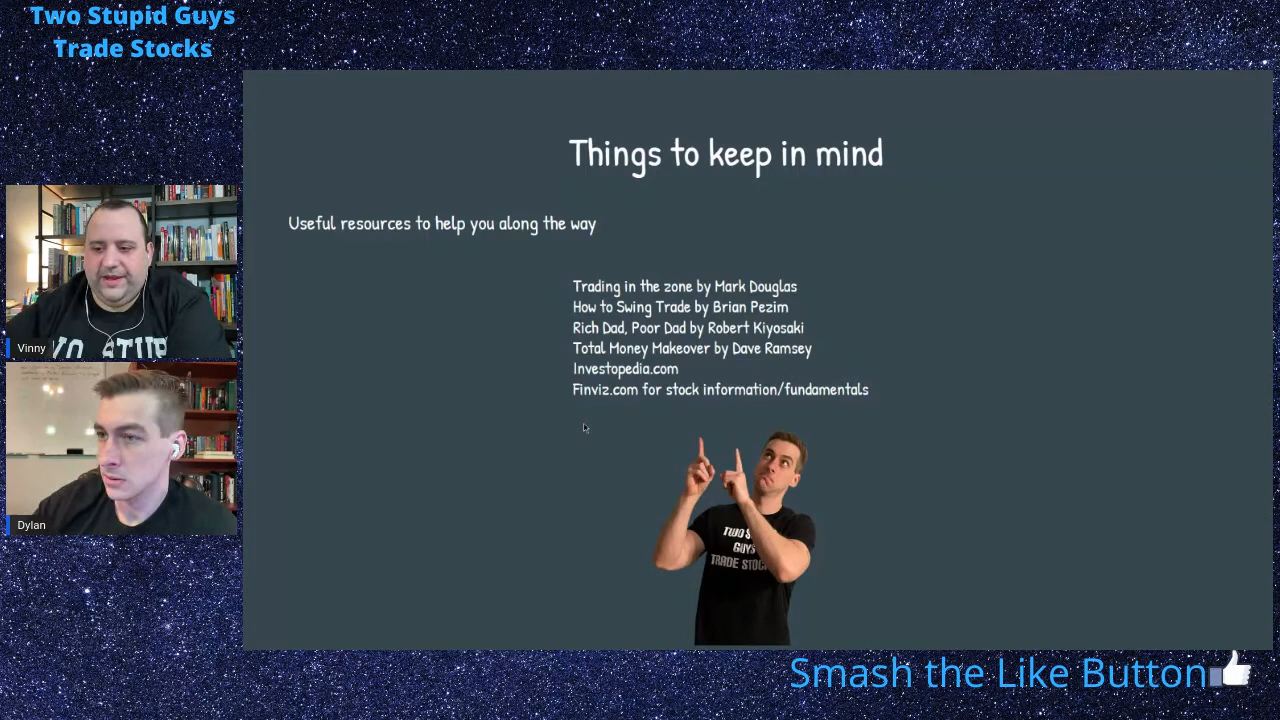 Two Stupid Guys
Trade Stocks
Things to keep in mind
Useful resources to help you along the way
Trading in the zone by Mark Douglas
How to Swing Trade by Brian Pezim
Rich Dad, Poor Dad by Robert Kiyosaki
Total Money Makeover by Dave Ramsey
Investopedia.com
Finviz.com for stock information/fundamentals
Vinny
Dylan
GUYS
TRADE STOC
Smash the Like Button